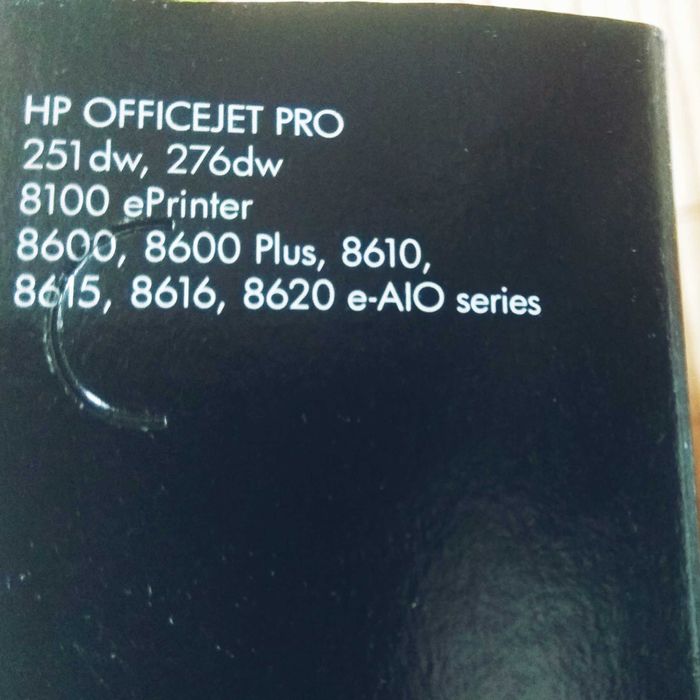 HP OFFICEJET PRO
251dw, 276dw
8100 ePrinter
8600, 8600 Plus, 8610,
8615, 8616, 8620 e-AIO series